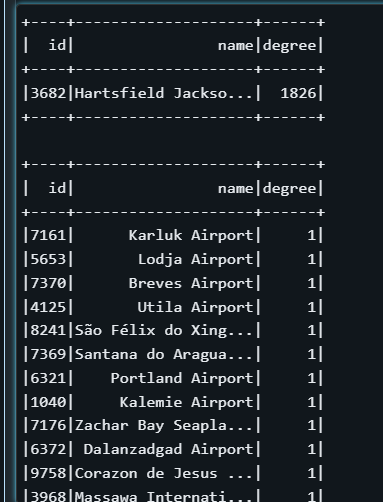 +----+--------------------+------+
|  id|                name|degree|
+----+--------------------+------+
|3682|Hartsfield Jackso...|  1826|
+----+--------------------+------+

+----+--------------------+------+
|  id|                name|degree|
+----+--------------------+------+
|7161|      Karluk Airport|     1|
|5653|       Lodja Airport|     1|
|7370|      Breves Airport|     1|
|4125|       Utila Airport|     1|
|8241|São Félix do Xing...|     1|
|7369|Santana do Aragua...|     1|
|6321|    Portland Airport|     1|
|1040|     Kalemie Airport|     1|
|7176|Zachar Bay Seapla...|     1|
|6372| Dalanzadgad Airport|     1|
|9758|Corazon de Jesus ...|     1|
|3968|Massawa Internati...|     1|